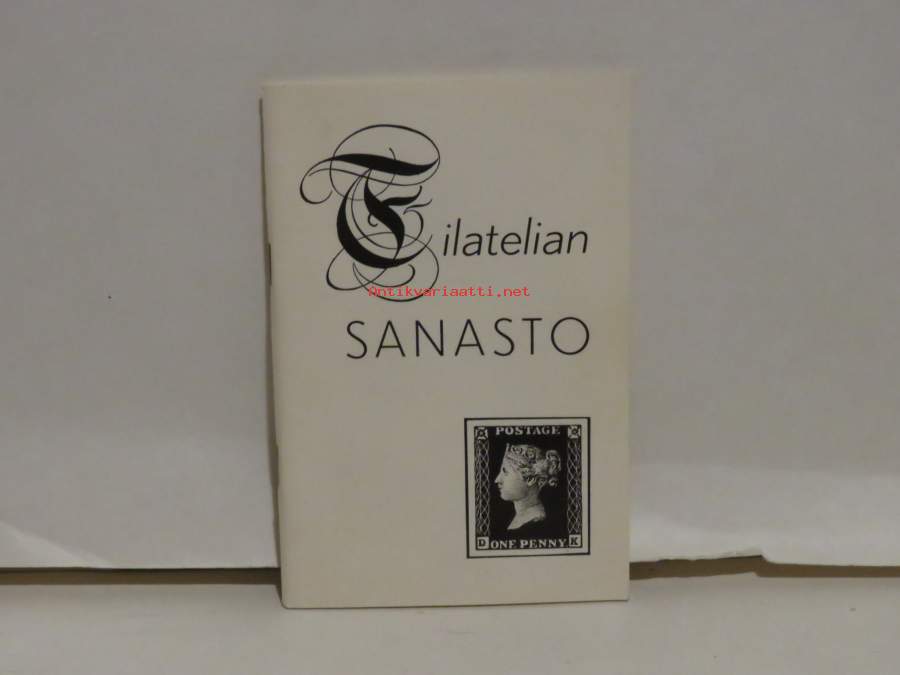 Filatelian
Antikvariaatti.net
SANASTO
POSTAGE
D ONE PENNY K